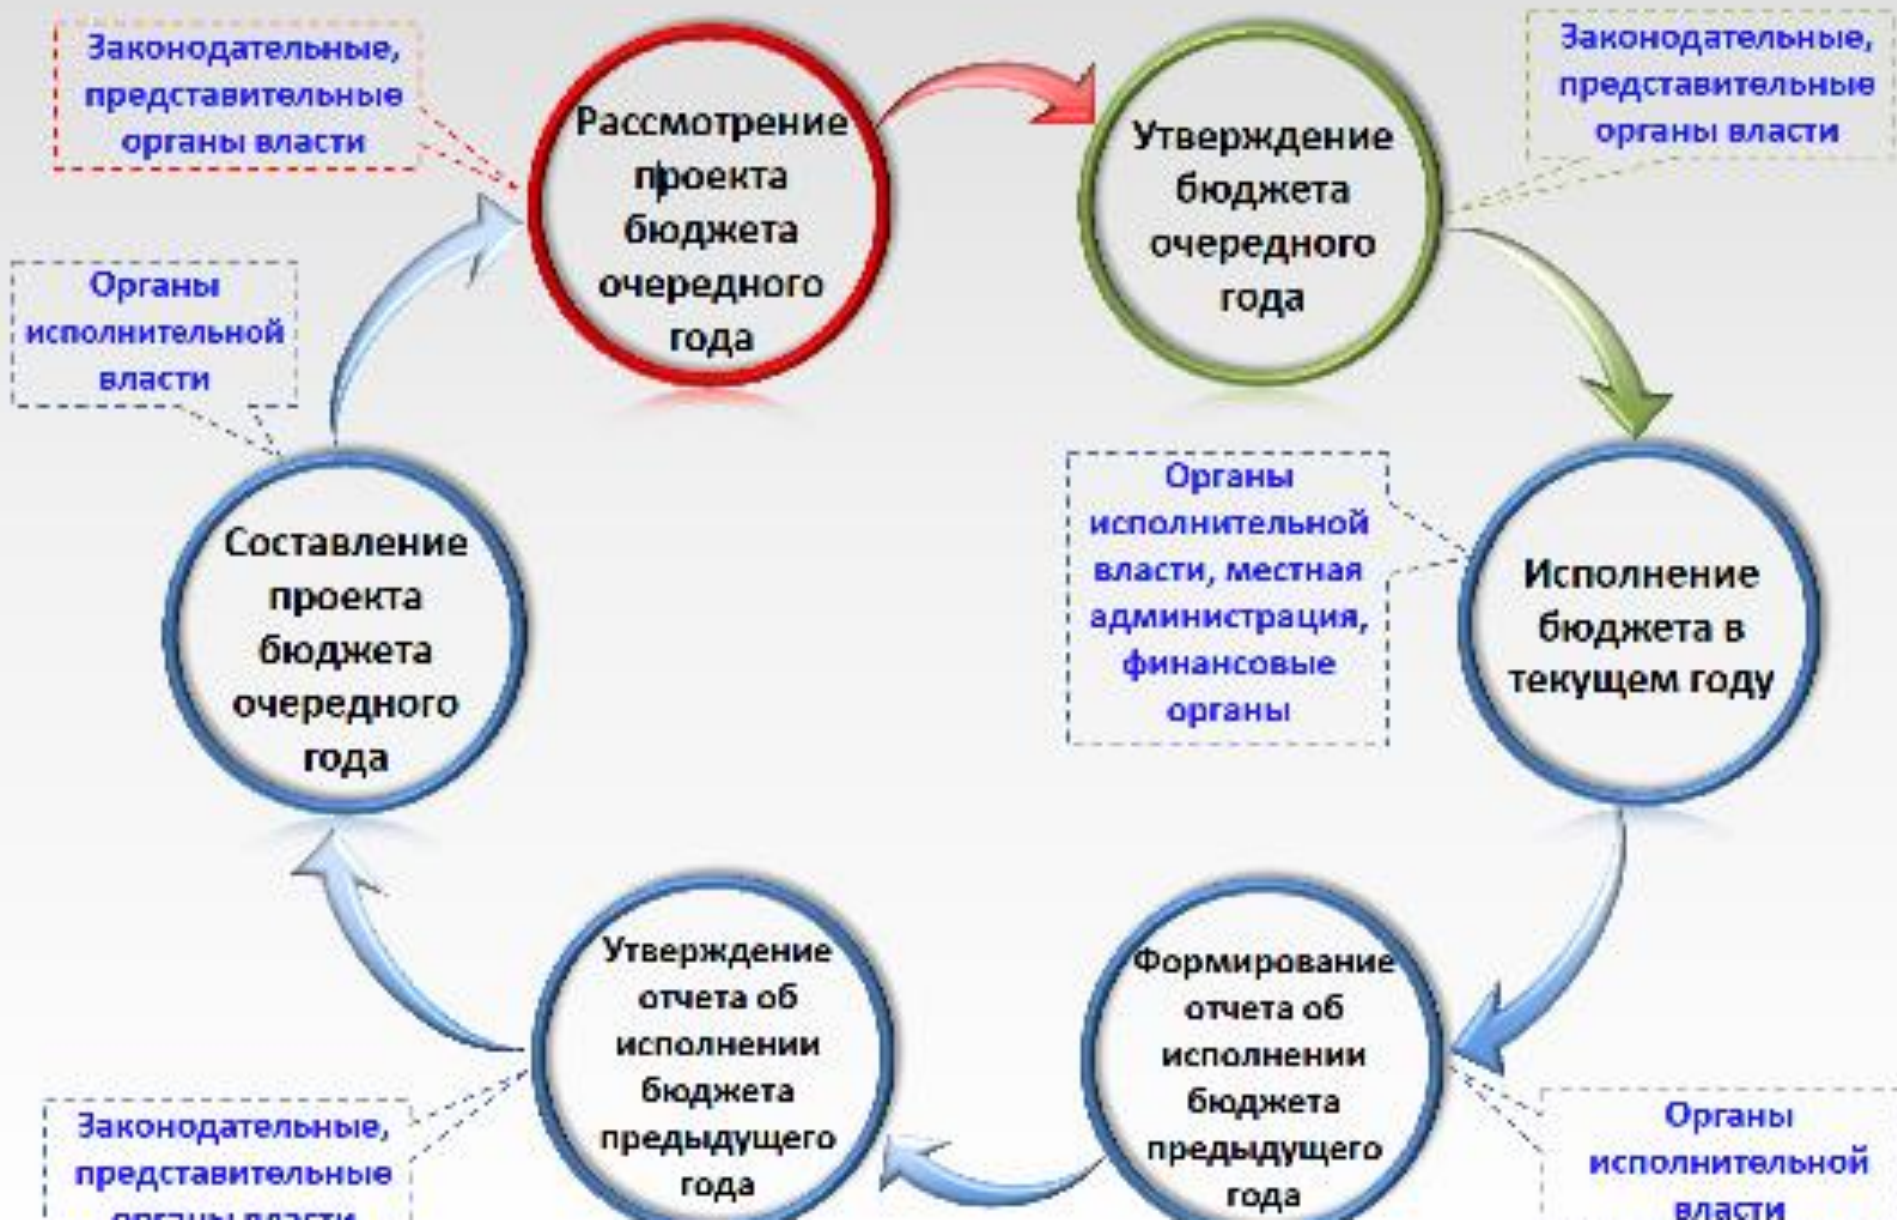 Законодательные,
представительные
органы власти
Рассмотрение
проекта
бюджета
очередного
года
Утверждение
бюджета
очередного
года
Законодательные,
представительные
органы власти
Органы
исполнительной
власти
Составление
проекта
бюджета
очередного
года
Органы
исполнительной
власти, местная
администрация,
финансовые
органы
Исполнение
бюджета в
текущем году
Утверждение
отчета об
исполнении
бюджета
предыдущего
года
Формирование
отчета об
исполнении
бюджета
предыдущего
года
Законодательные,
представительные
органы власти
Органы
исполнительной
власти